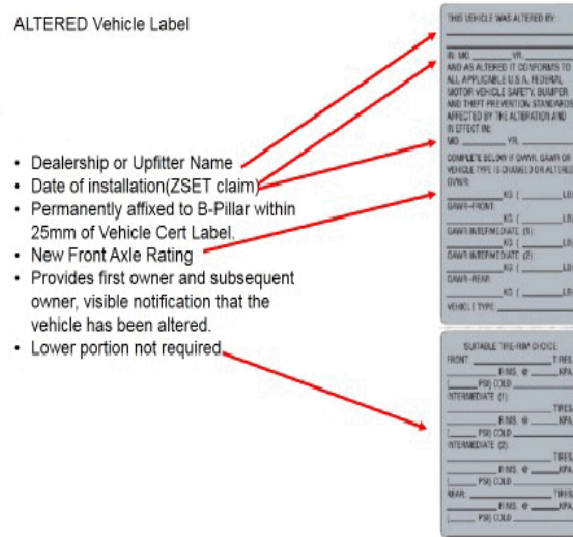 ALTERED Vehicle Label
• Dealership or Upfitter Name
• Date of installation(ZSET claim)
• Permanently affixed to B-Pillar within
25mm of Vehicle Cert Label.
• New Front Axle Rating
• Provides first owner and subsequent
owner, visible notification that the
vehicle has been altered.
• Lower portion not required.
THIS VEHICLE WAS ALTERED BY:
IN: MO. YR.
AND AS ALTERED IT CONFORMS TO
ALL APPLICABLE U.S.A. FEDERAL
MOTOR VEHICLE SAFETY, BUMPER
AND THEFT PREVENTION STANDARDS
AFFECTED BY THE ALTERATION AND
IN EFFECT IN:
MO. YR.
COMPLETE BELOW IF GVWR, GAWR OR
VEHICLE TYPE IS CHANGED OR ALTERED
GVWR:
KG ( LB)
GAWR-FRONT:
KG ( LB)
GAWR INTERMEDIATE (1):
KG ( LB)
GAWR INTERMEDIATE (2):
KG ( LB)
GAWR-REAR:
KG ( LB)
VEHICLE TYPE:
SUITABLE TIRE-RIM CHOICE
FRONT: TIRES,
RIMS, @ KPA,
( PSI) COLD
INTERMEDIATE (1):
TIRES,
RIMS, @ KPA,
( PSI) COLD
INTERMEDIATE (2):
TIRES,
RIMS, @ KPA,
( PSI) COLD
REAR: TIRES,
RIMS, @ KPA,
( PSI) COLD